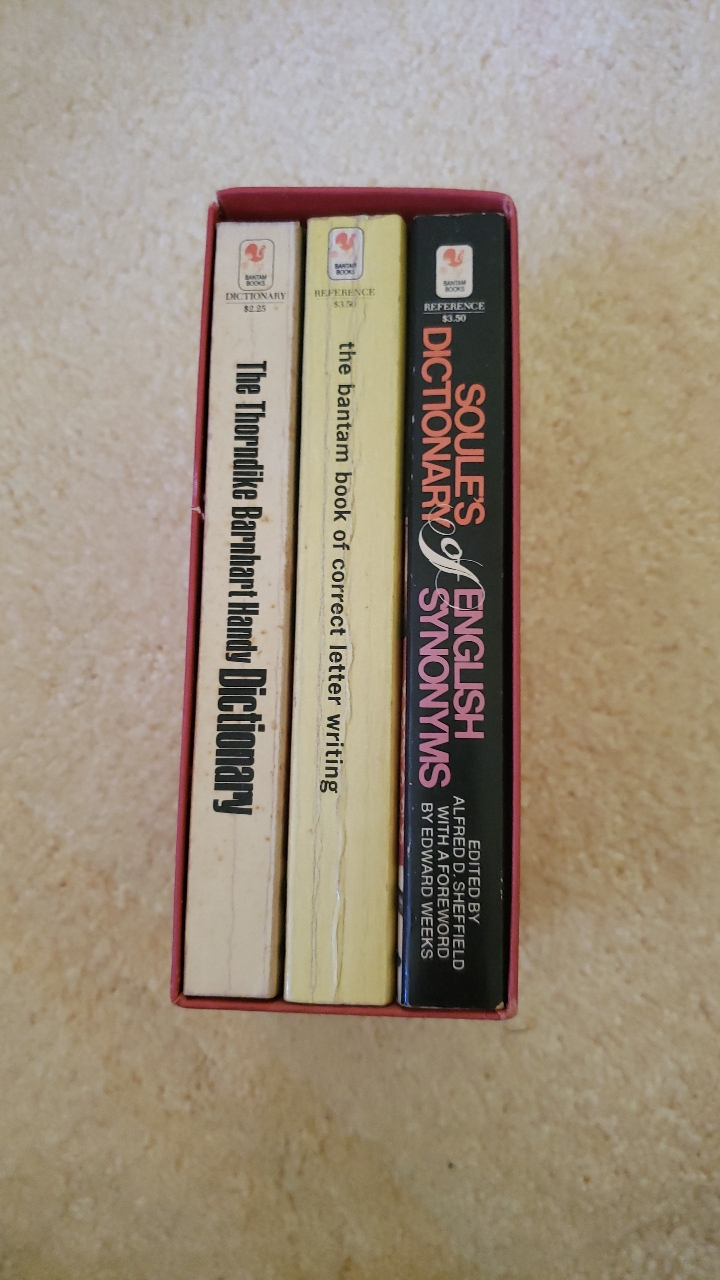 BANTAM
BOOKS
DICTIONARY
$2.25
The Thorndike Barnhart Handy Dictionary
BANTAM
BOOKS
REFERENCE
$3.50
the bantam book of correct letter writing
BANTAM
BOOKS
REFERENCE
$3.50
SOULE'S
DICTIONARY of ENGLISH
SYNONYMS
EDITED BY
ALFRED D. SHEFFIELD
WITH A FOREWORD
BY EDWARD WEEKS